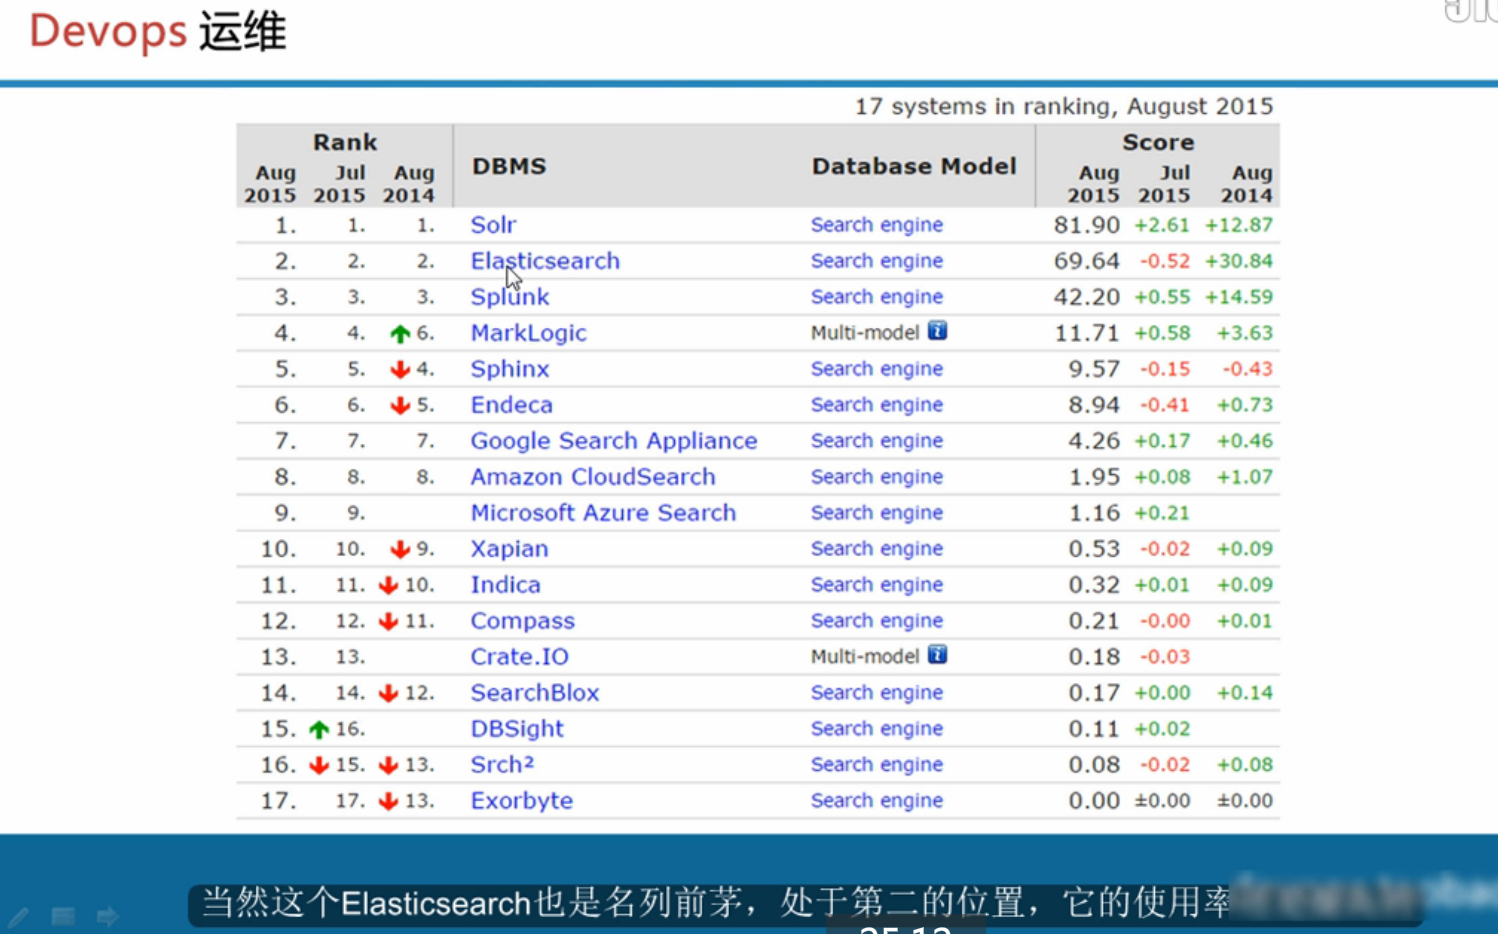 Devops 运维
17 systems in ranking, August 2015
Rank DBMS Database Model Score
Aug 2015 Jul 2015 Aug 2014 Aug 2015 Jul 2015 Aug 2014
1. 1. 1. Solr Search engine 81.90 +2.61 +12.87
2. 2. 2. Elasticsearch Search engine 69.64 -0.52 +30.84
3. 3. 3. Splunk Search engine 42.20 +0.55 +14.59
4. 4. 6. MarkLogic Multi-model 11.71 +0.58 +3.63
5. 5. 4. Sphinx Search engine 9.57 -0.15 -0.43
6. 6. 5. Endeca Search engine 8.94 -0.41 +0.73
7. 7. 7. Google Search Appliance Search engine 4.26 +0.17 +0.46
8. 8. 8. Amazon CloudSearch Search engine 1.95 +0.08 +1.07
9. 9. Microsoft Azure Search Search engine 1.16 +0.21
10. 10. 9. Xapian Search engine 0.53 -0.02 +0.09
11. 11. 10. Indica Search engine 0.32 +0.01 +0.09
12. 12. 11. Compass Search engine 0.21 -0.00 +0.01
13. 13. Crate.IO Multi-model 0.18 -0.03
14. 14. 12. SearchBlox Search engine 0.17 +0.00 +0.14
15. 16. DBSight Search engine 0.11 +0.02
16. 15. 13. Srch² Search engine 0.08 -0.02 +0.08
17. 17. 13. Exorbyte Search engine 0.00 ±0.00 ±0.00
当然这个Elasticsearch也是名列前茅，处于第二的位置，它的使用率